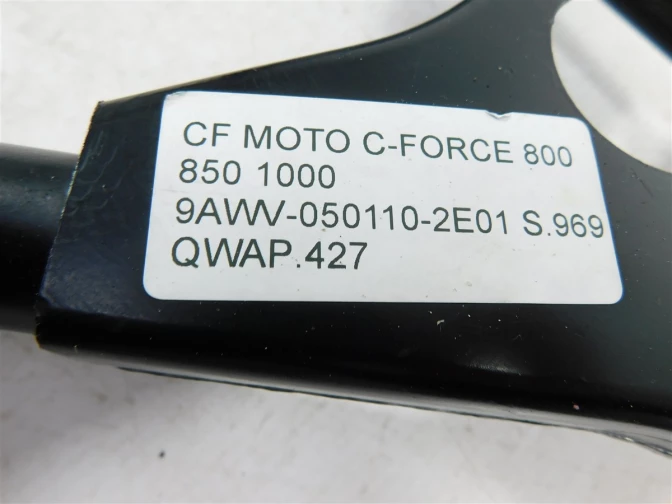 CF MOTO C-FORCE 800
850 1000
9AWV-050110-2E01 S.969
QWAP.427